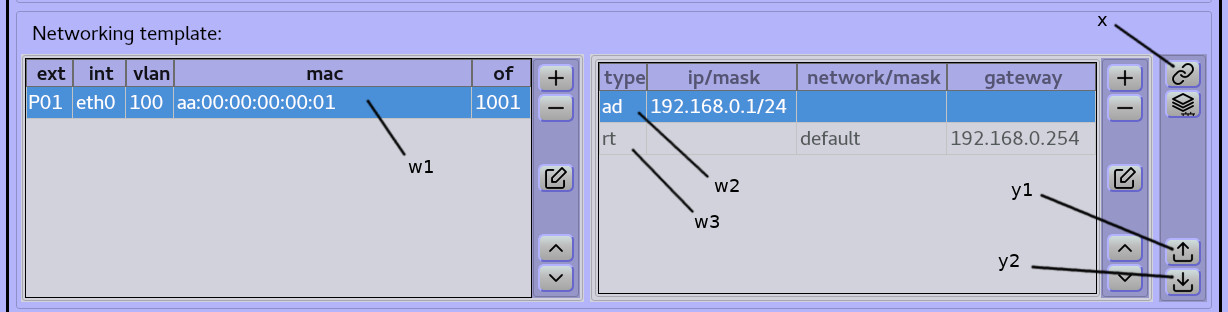 x
Networking template:
ext int vlan mac of
P01 eth0 100 aa:00:00:00:00:01 1001
type ip/mask network/mask gateway
ad 192.168.0.1/24
rt default 192.168.0.254
w1
w2
w3
y1
y2